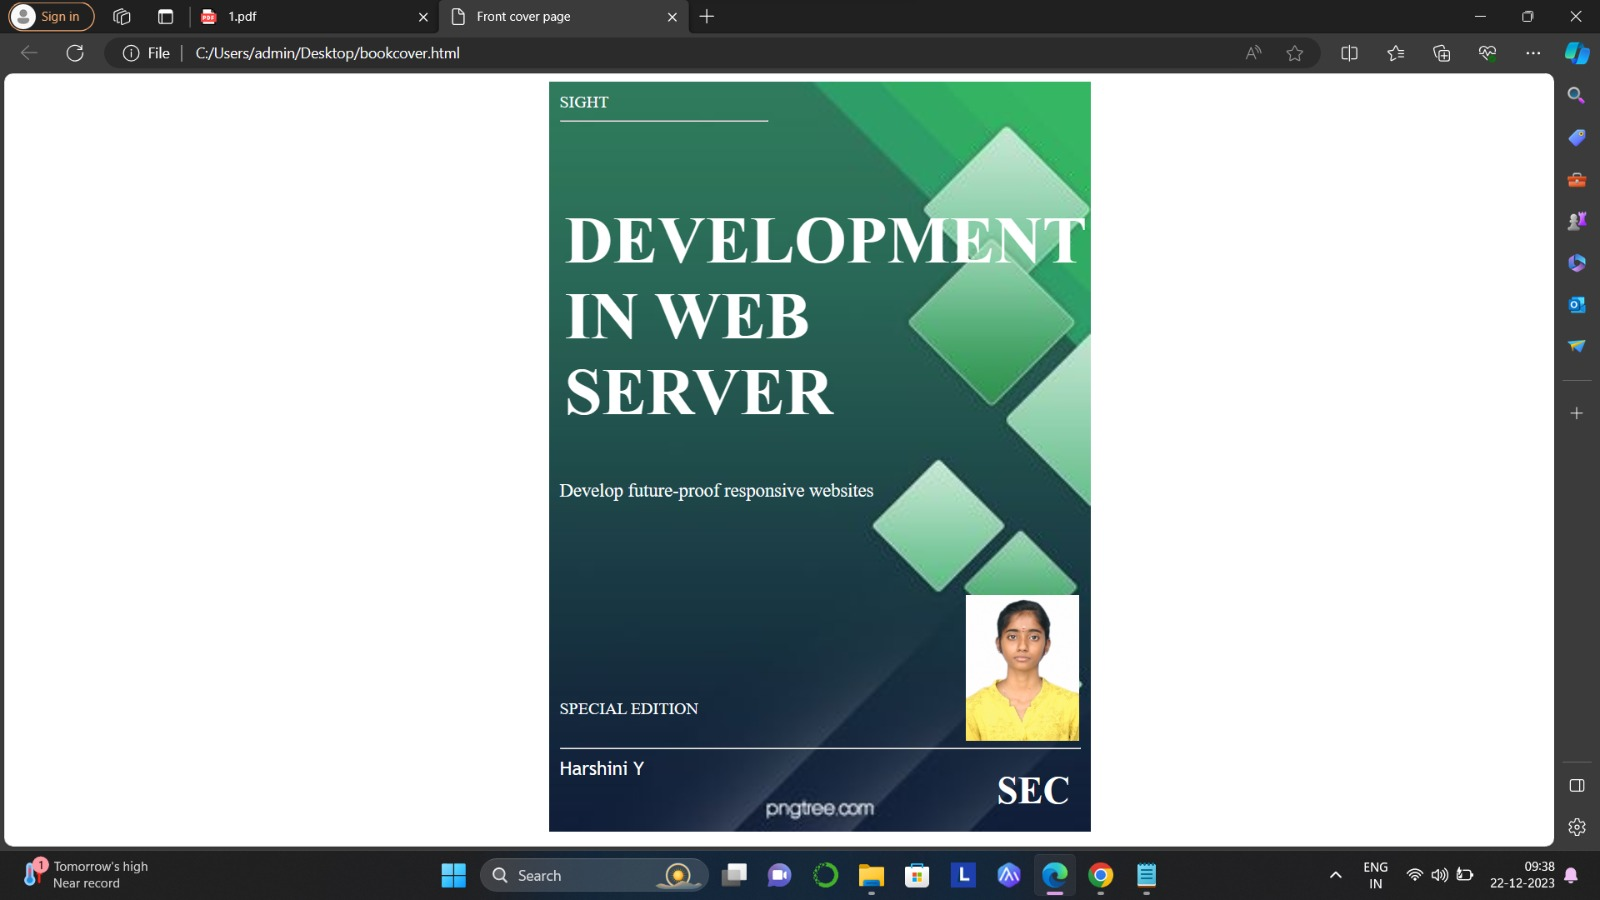 Sign in
PDF
1.pdf
Front cover page
File
C:/Users/admin/Desktop/bookcover.html
SIGHT
DEVELOPMENT
IN WEB
SERVER
Develop future-proof responsive websites
SPECIAL EDITION
Harshini Y
SEC
pngtree.com
1
Tomorrow's high
Near record
Search
L
ENG
IN
09:38
22-12-2023